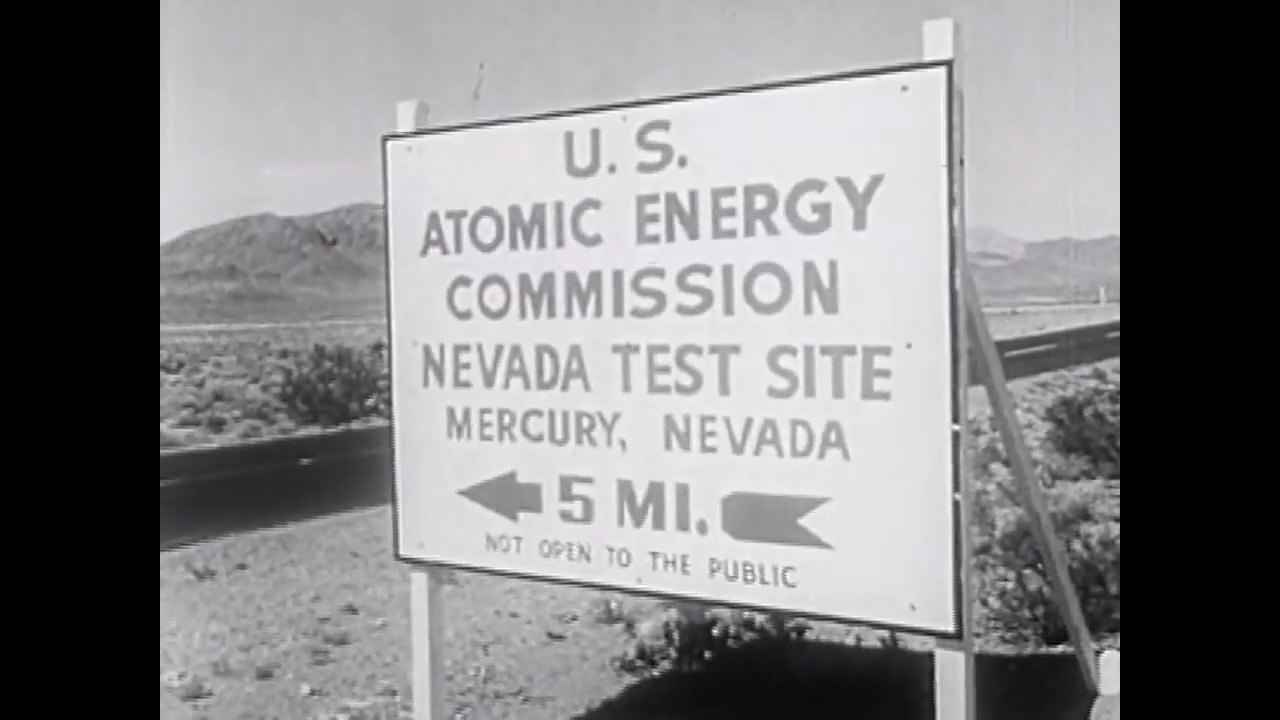 U. S.
ATOMIC ENERGY
COMMISSION
NEVADA TEST SITE
MERCURY, NEVADA
5 MI.
NOT OPEN TO THE PUBLIC